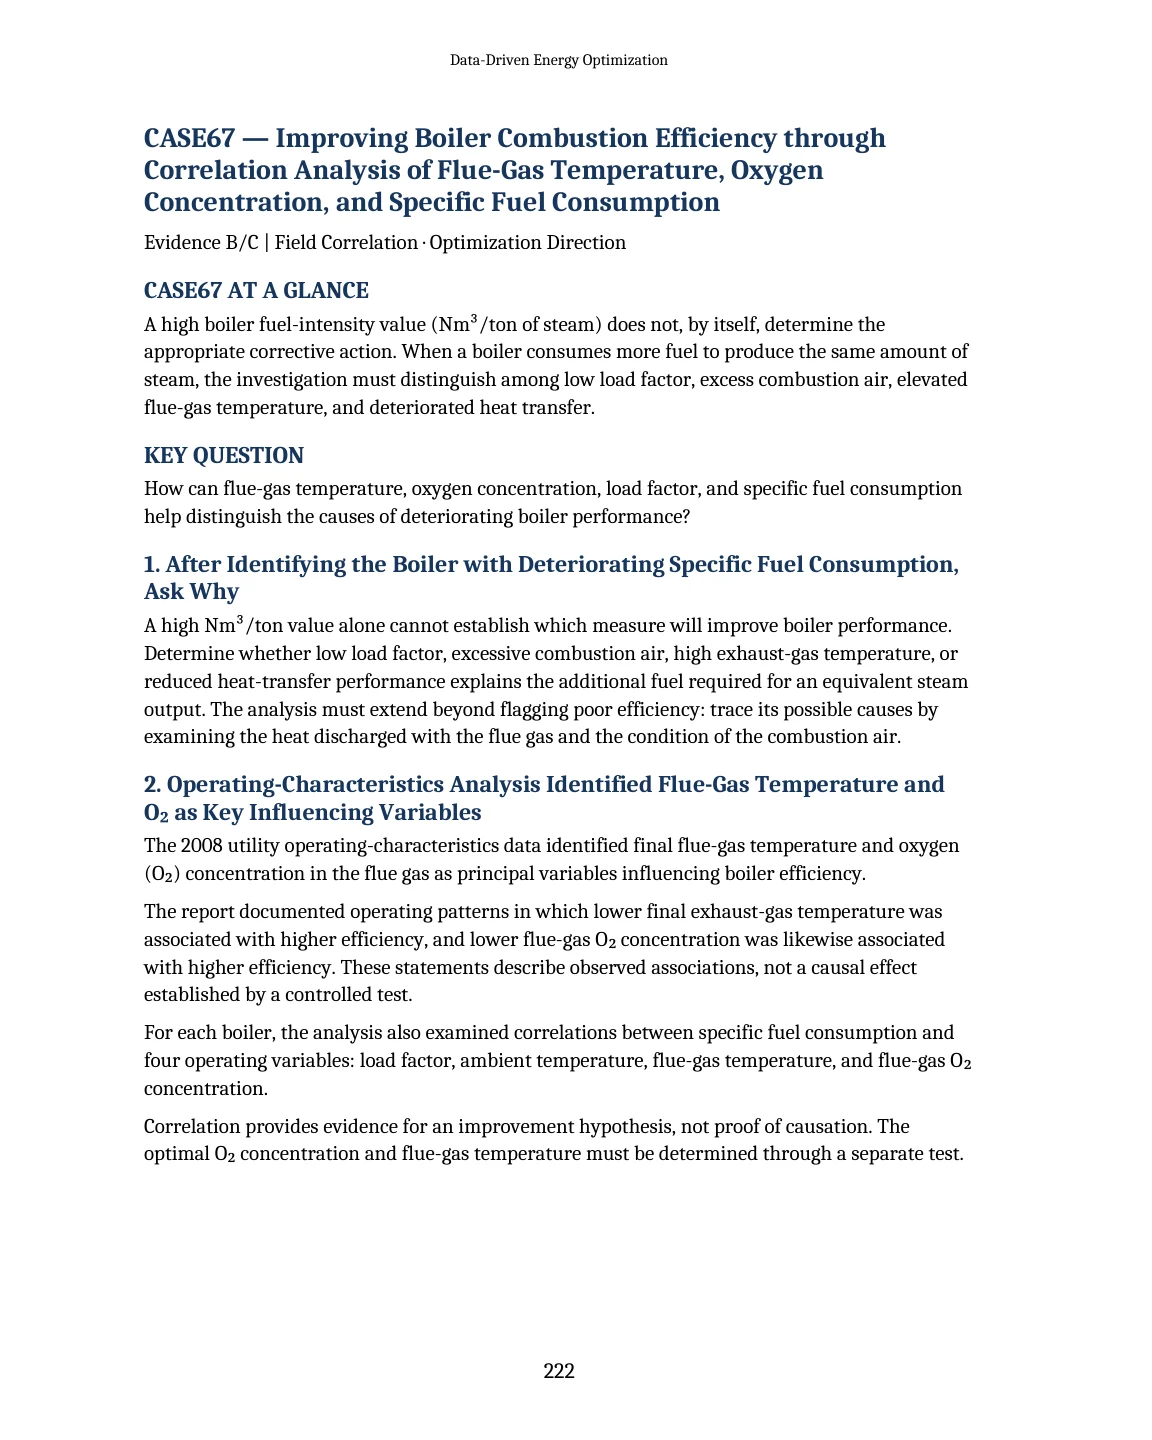 Data-Driven Energy Optimization
CASE67 — Improving Boiler Combustion Efficiency through
Correlation Analysis of Flue-Gas Temperature, Oxygen
Concentration, and Specific Fuel Consumption
Evidence B/C | Field Correlation · Optimization Direction
CASE67 AT A GLANCE
A high boiler fuel-intensity value (Nm³/ton of steam) does not, by itself, determine the
appropriate corrective action. When a boiler consumes more fuel to produce the same amount of
steam, the investigation must distinguish among low load factor, excess combustion air, elevated
flue-gas temperature, and deteriorated heat transfer.
KEY QUESTION
How can flue-gas temperature, oxygen concentration, load factor, and specific fuel consumption
help distinguish the causes of deteriorating boiler performance?
1. After Identifying the Boiler with Deteriorating Specific Fuel Consumption,
Ask Why
A high Nm³/ton value alone cannot establish which measure will improve boiler performance.
Determine whether low load factor, excessive combustion air, high exhaust-gas temperature, or
reduced heat-transfer performance explains the additional fuel required for an equivalent steam
output. The analysis must extend beyond flagging poor efficiency: trace its possible causes by
examining the heat discharged with the flue gas and the condition of the combustion air.
2. Operating-Characteristics Analysis Identified Flue-Gas Temperature and
O₂ as Key Influencing Variables
The 2008 utility operating-characteristics data identified final flue-gas temperature and oxygen
(O₂) concentration in the flue gas as principal variables influencing boiler efficiency.
The report documented operating patterns in which lower final exhaust-gas temperature was
associated with higher efficiency, and lower flue-gas O₂ concentration was likewise associated
with higher efficiency. These statements describe observed associations, not a causal effect
established by a controlled test.
For each boiler, the analysis also examined correlations between specific fuel consumption and
four operating variables: load factor, ambient temperature, flue-gas temperature, and flue-gas O₂
concentration.
Correlation provides evidence for an improvement hypothesis, not proof of causation. The
optimal O₂ concentration and flue-gas temperature must be determined through a separate test.
222